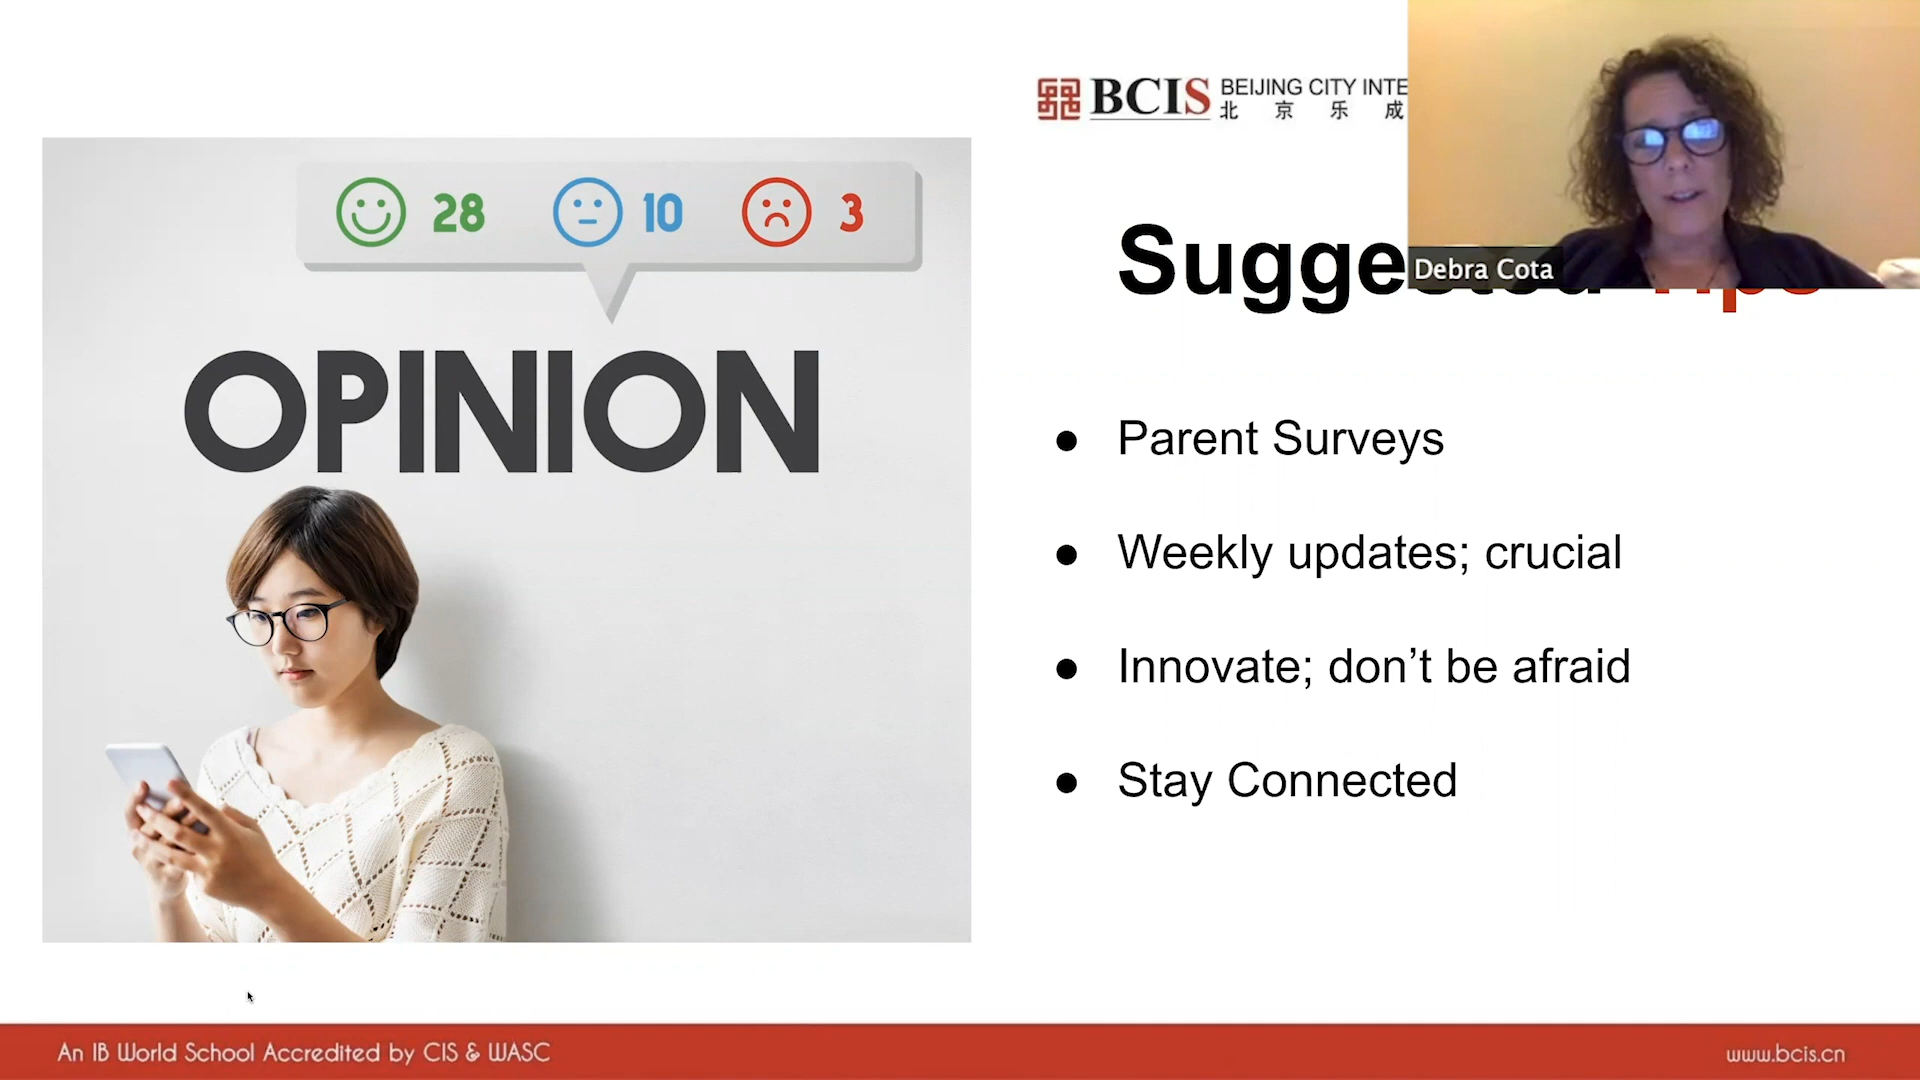 28 10 3
OPINION
BCIS BEIJING CITY INTE
北京乐成
Debra Cota
Suggested Tips
Parent Surveys
Weekly updates; crucial
Innovate; don’t be afraid
Stay Connected
An IB World School Accredited by CIS & WASC
www.bcis.cn